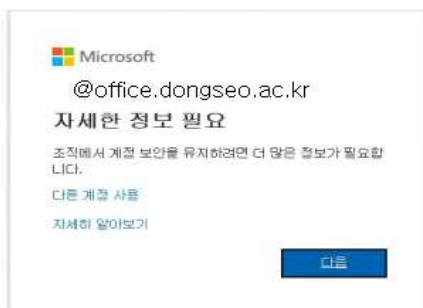 Microsoft
@office.dongseo.ac.kr
자세한 정보 필요
조직에서 계정 보안을 유지하려면 더 많은 정보가 필요합
니다.
다른 계정 사용
자세히 알아보기
다음